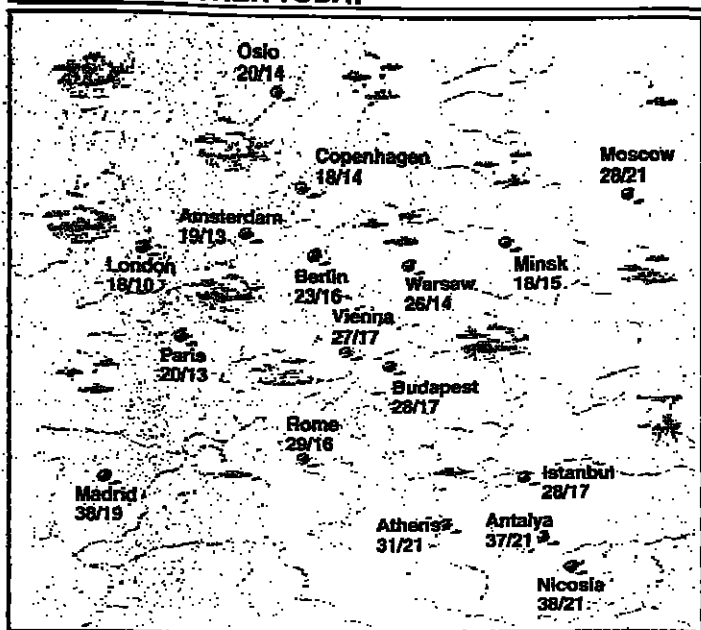 TODAY
Oslo
20/14
Copenhagen
18/14
Moscow
28/21
Amsterdam
19/13
London
18/10
Berlin
23/16
Warsaw
26/14
Minsk
18/15
Vienna
27/17
Paris
20/13
Budapest
28/17
Rome
29/16
Madrid
38/19
Istanbul
28/17
Athens
31/21
Antalya
37/21
Nicosia
38/21